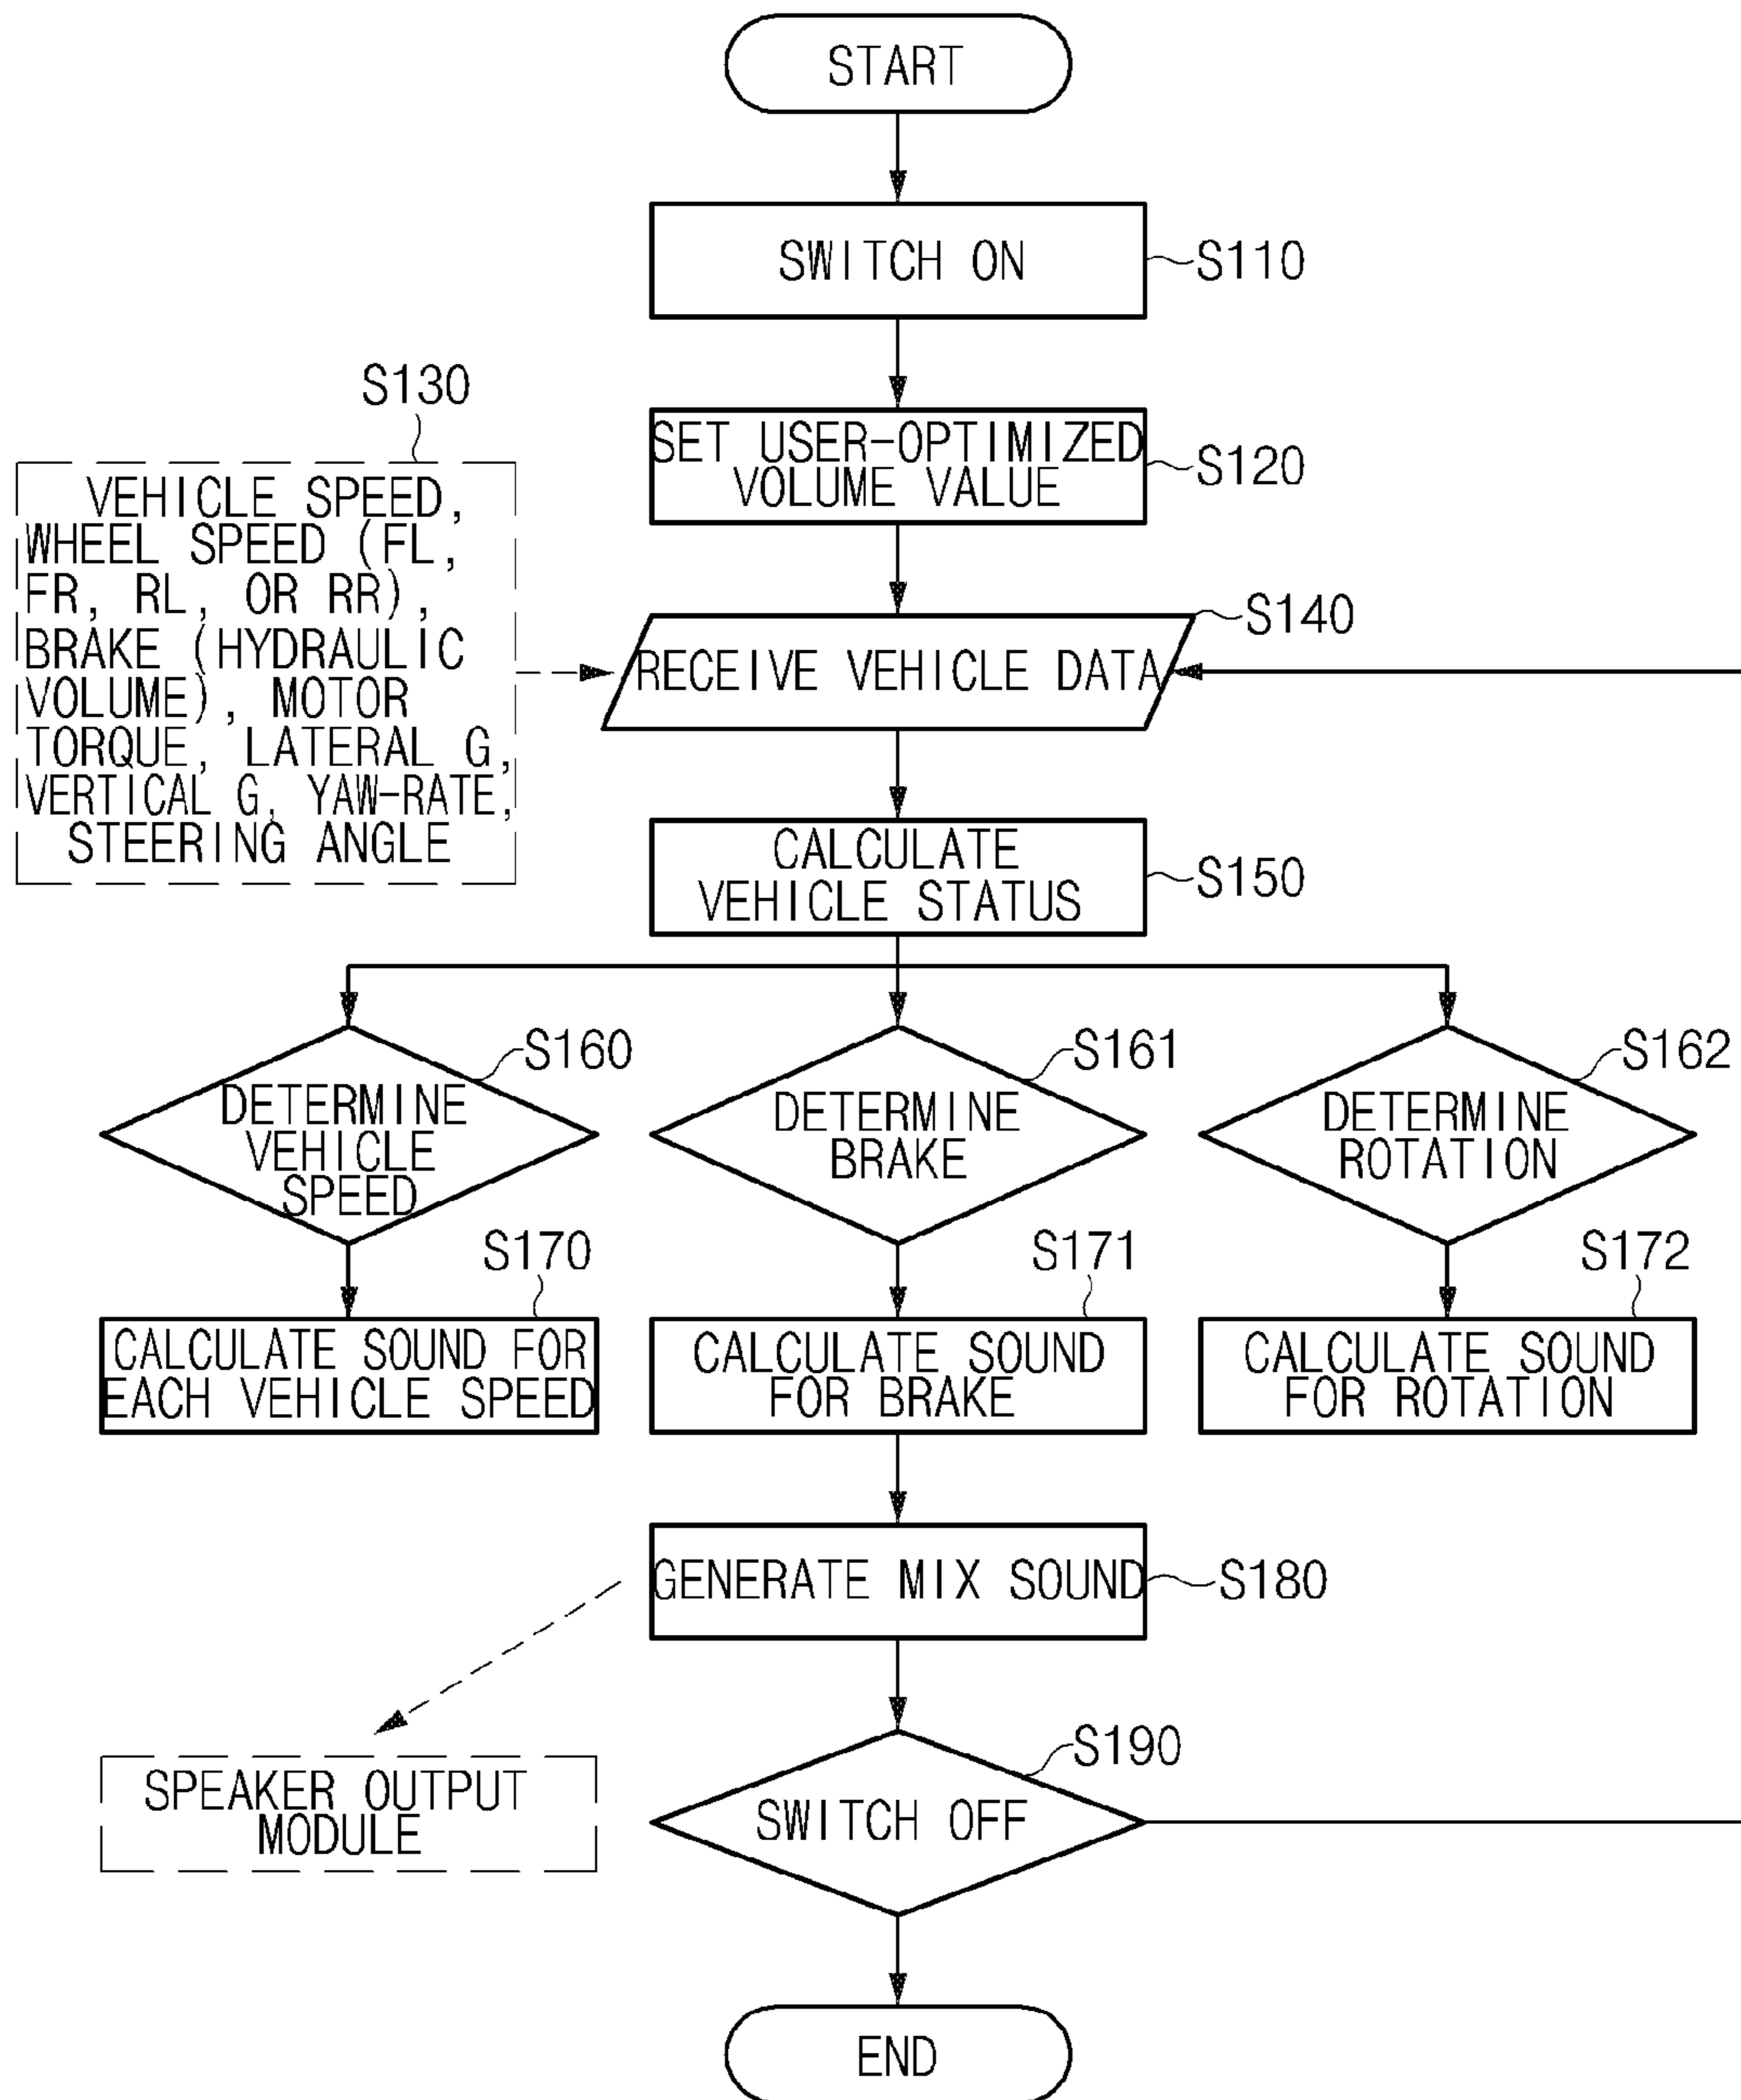 START
SWITCH ON
S110
S130
SET USER-OPTIMIZED
VOLUME VALUE
S120
VEHICLE SPEED,
WHEEL SPEED (FL,
FR, RL, OR RR),
BRAKE (HYDRAULIC
VOLUME), MOTOR
TORQUE, LATERAL G,
VERTICAL G, YAW-RATE,
STEERING ANGLE
S140
RECEIVE VEHICLE DATA
CALCULATE
VEHICLE STATUS
S150
S160
DETERMINE
VEHICLE
SPEED
S161
DETERMINE
BRAKE
S162
DETERMINE
ROTATION
S170
CALCULATE SOUND FOR
EACH VEHICLE SPEED
S171
CALCULATE SOUND
FOR BRAKE
S172
CALCULATE SOUND
FOR ROTATION
GENERATE MIX SOUND
S180
SPEAKER OUTPUT
MODULE
S190
SWITCH OFF
END